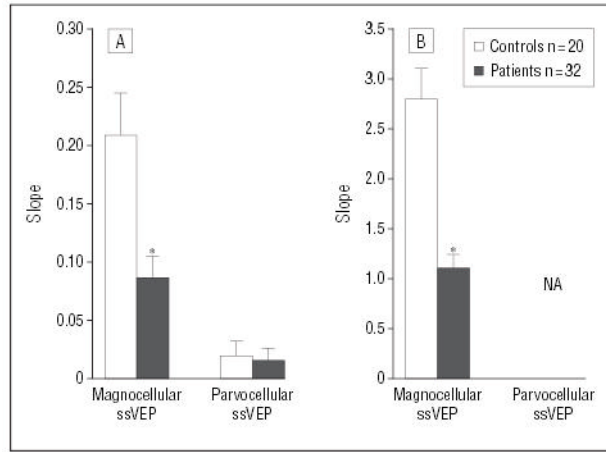 A
0.30
0.25
0.20
0.15
0.10
0.05
0
Slope
*
Magnocellular
ssVEP
Parvocellular
ssVEP
B
3.5
3.0
2.5
2.0
1.5
1.0
0.5
0
Slope
*
NA
Magnocellular
ssVEP
Parvocellular
ssVEP
Controls n=20
Patients n=32